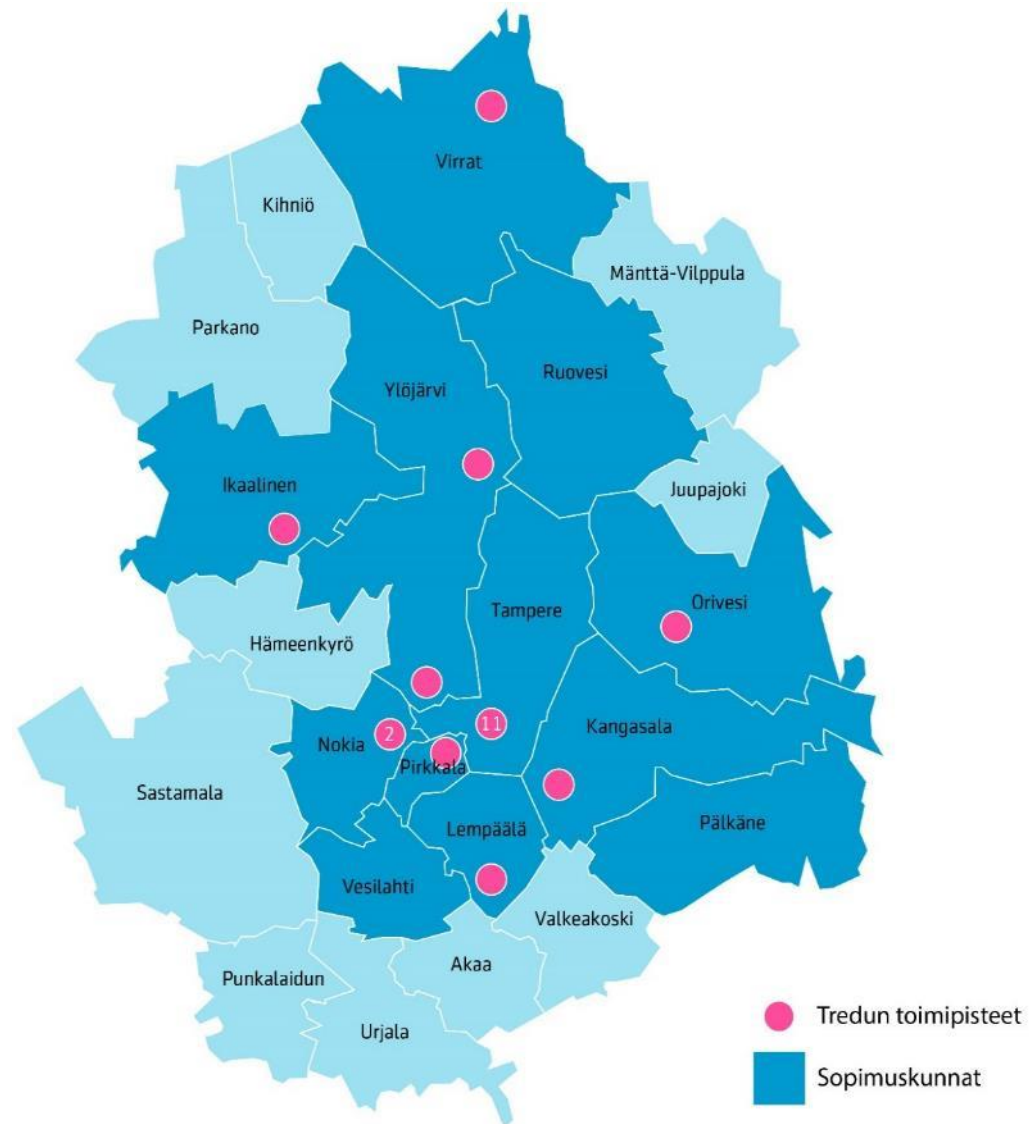 Virrat
Kihniö
Mänttä-Vilppula
Parkano
Ylöjärvi
Ruovesi
Ikaalinen
Juupajoki
Tampere
Orivesi
Hämeenkyrö
Nokia
2
11
Kangasala
Pirkkala
Sastamala
Lempäälä
Pälkäne
Vesilahti
Valkeakoski
Akaa
Punkalaidun
Urjala
Tredun toimipisteet
Sopimuskunnat